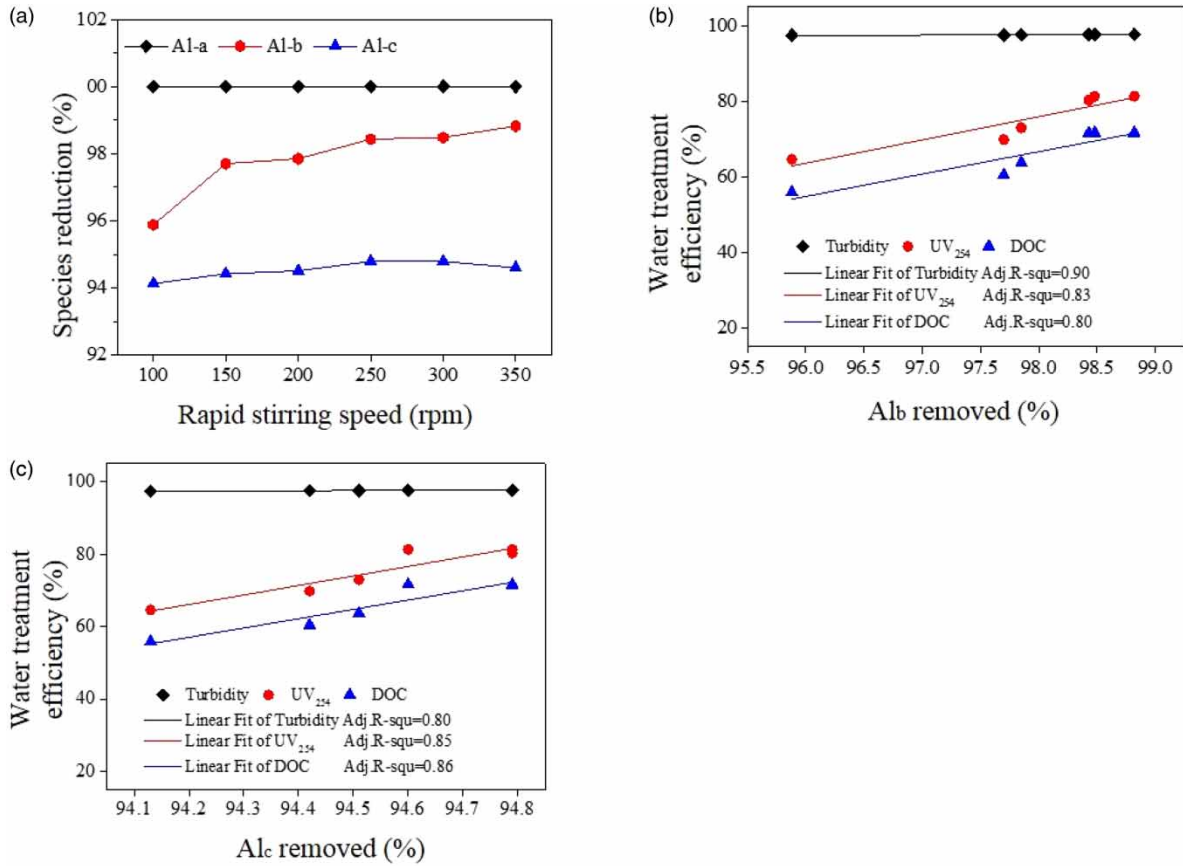 (a)
102
00
98
96
94
92
Species reduction (%)
Al-a Al-b Al-c
100 150 200 250 300 350
Rapid stirring speed (rpm)
(b)
100
80
60
40
20
Water treatment
efficiency (%)
Turbidity UV254 DOC
Linear Fit of Turbidity Adj.R-squ=0.90
Linear Fit of UV254 Adj.R-squ=0.83
Linear Fit of DOC Adj.R-squ=0.80
95.5 96.0 96.5 97.0 97.5 98.0 98.5 99.0
Alb removed (%)
(c)
100
80
60
40
20
Water treatment
efficiency (%)
Turbidity UV254 DOC
Linear Fit of Turbidity Adj.R-squ=0.80
Linear Fit of UV254 Adj.R-squ=0.85
Linear Fit of DOC Adj.R-squ=0.86
94.1 94.2 94.3 94.4 94.5 94.6 94.7 94.8
Alc removed (%)